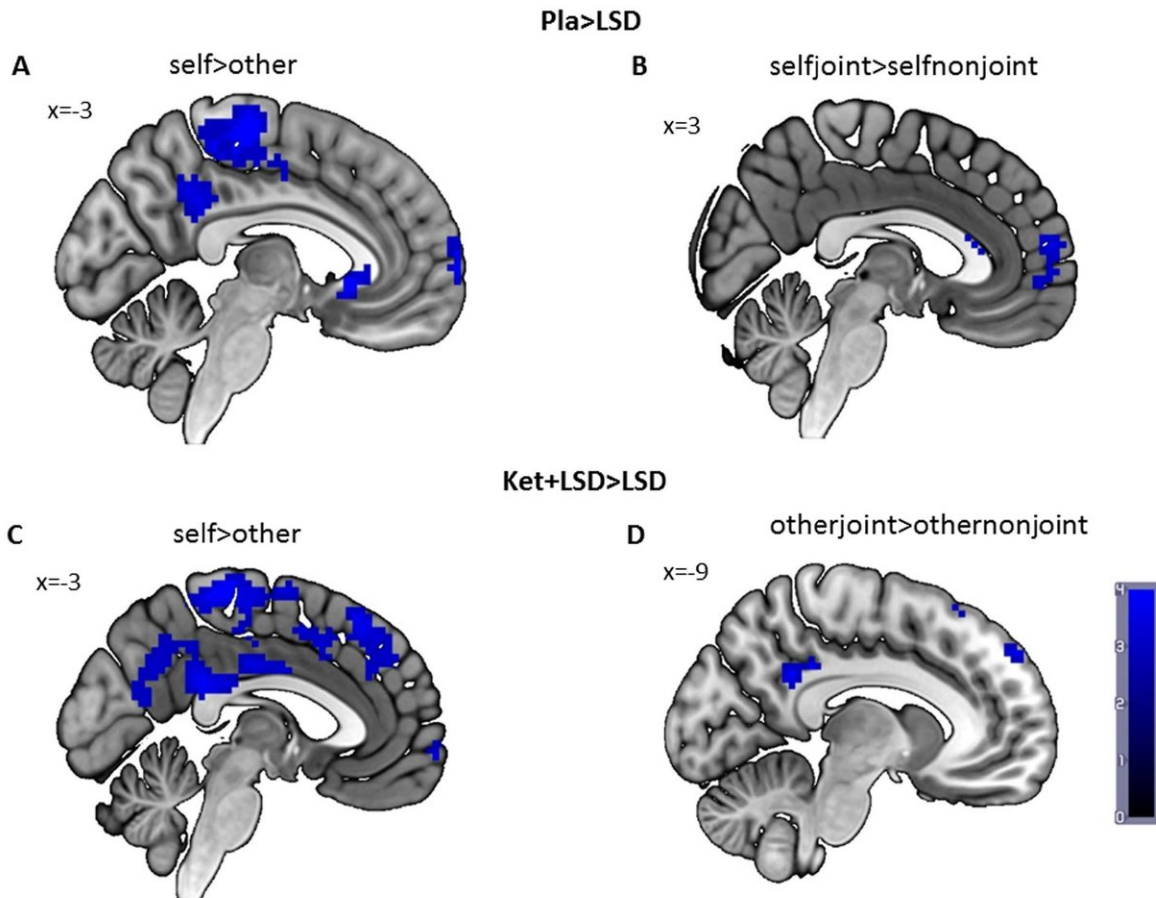 Pla>LSD
A
self>other
x=-3
B
selfjoint>selfnonjoint
x=3
Ket+LSD>LSD
C
self>other
x=-3
D
otherjoint>othernonjoint
x=-9
4
3
2
1
0